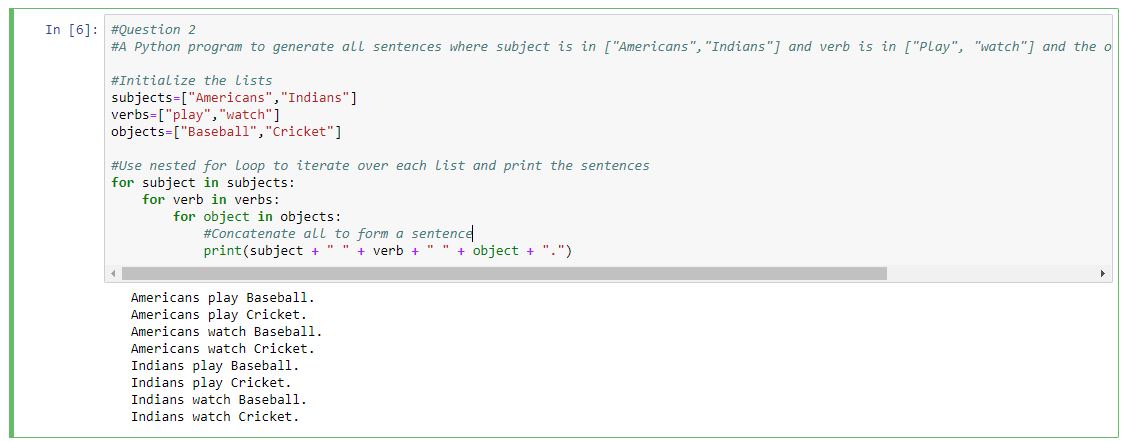 In [6]:
#Question 2
#A Python program to generate all sentences where subject is in ["Americans","Indians"] and verb is in ["Play", "watch"] and the o
#Initialize the lists
subjects=["Americans","Indians"]
verbs=["play","watch"]
objects=["Baseball","Cricket"]
#Use nested for loop to iterate over each list and print the sentences
for subject in subjects:
    for verb in verbs:
        for object in objects:
            #Concatenate all to form a sentence
            print(subject + " " + verb + " " + object + ".")
Americans play Baseball.
Americans play Cricket.
Americans watch Baseball.
Americans watch Cricket.
Indians play Baseball.
Indians play Cricket.
Indians watch Baseball.
Indians watch Cricket.